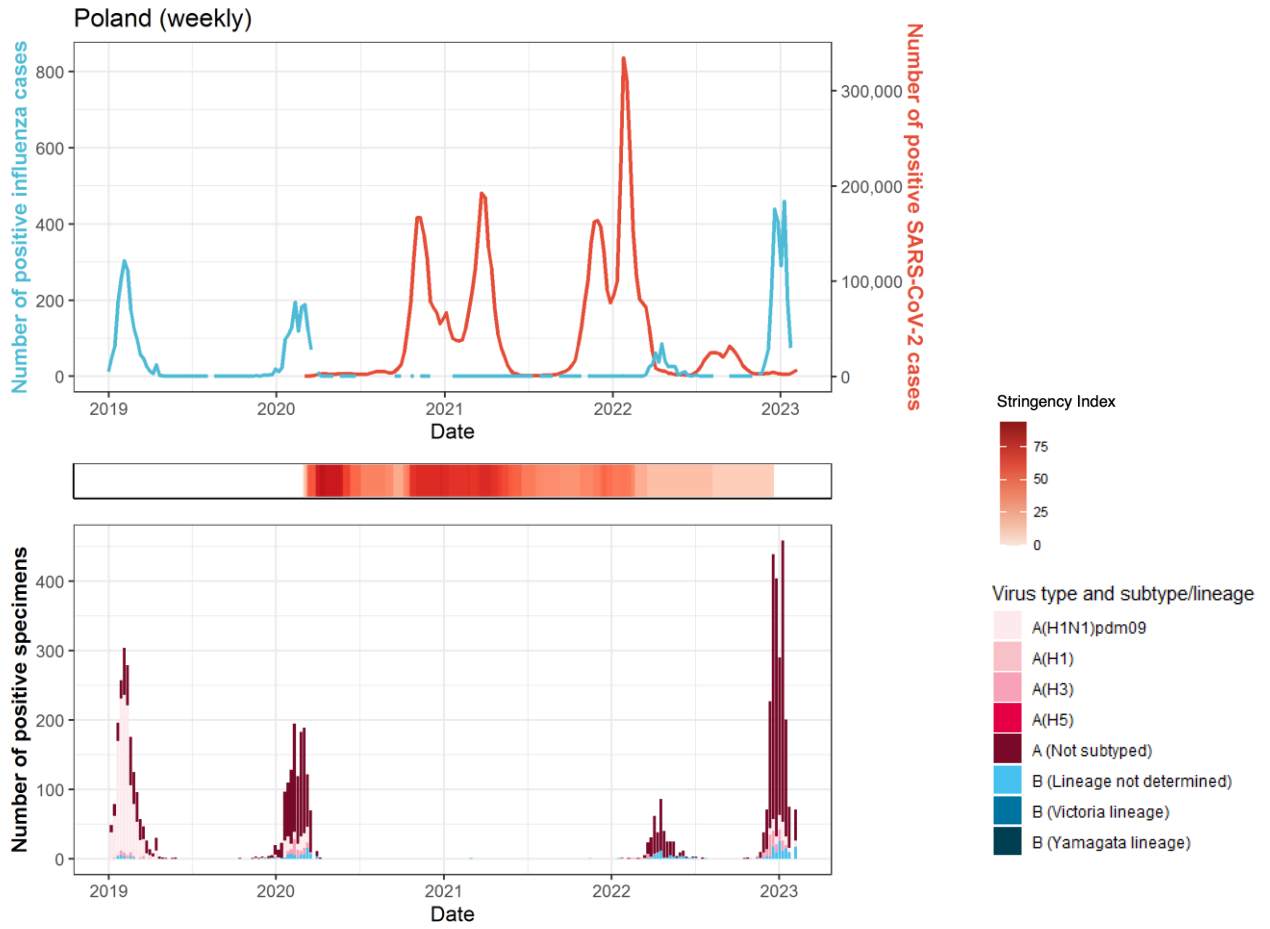 Poland (weekly)
Number of positive influenza cases
800
600
400
200
0
300,000
200,000
100,000
0
Number of positive SARS-CoV-2 cases
2019 2020 2021 2022 2023
Date
Stringency Index
75
50
25
0
Number of positive specimens
400
300
200
100
0
2019 2020 2021 2022 2023
Date
Virus type and subtype/lineage
A(H1N1)pdm09
A(H1)
A(H3)
A(H5)
A (Not subtyped)
B (Lineage not determined)
B (Victoria lineage)
B (Yamagata lineage)